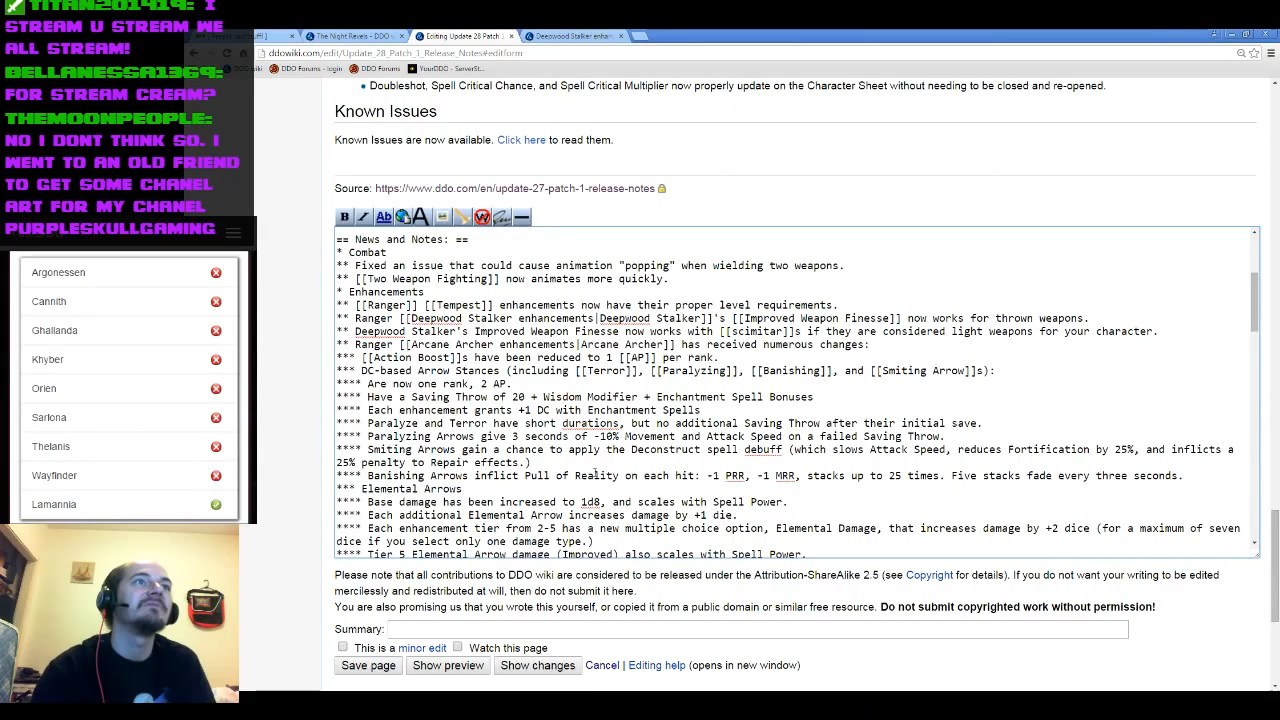 TITAN201419: I
STREAM U STREAM WE
ALL STREAM!
BELLANESSA1369:
FOR STREAM CREAM?
THEMOONPEOPLE:
NO I DONT THINK SO. I
WENT TO AN OLD FRIEND
TO GET SOME CHANEL
ART FOR MY CHANEL
PURPLESKULLGAMING
Argonessen
Cannith
Ghallanda
Khyber
Orien
Sarlona
Thelanis
Wayfinder
Lamannia
The Night Revels - DDO w
Editing Update 28 Patch 1
Deepwood Stalker enhanc
ddowiki.com/edit/Update_28_Patch_1_Release_Notes#editform
DDO Forums - login
DDO Forums
YourDDO - ServerSt...
• Doubleshot, Spell Critical Chance, and Spell Critical Multiplier now properly update on the Character Sheet without needing to be closed and re-opened.
Known Issues
Known Issues are now available. Click here to read them.
Source: https://www.ddo.com/en/update-27-patch-1-release-notes
B I Ab A W
== News and Notes: ==
* Combat
** Fixed an issue that could cause animation "popping" when wielding two weapons.
** [[Two Weapon Fighting]] now animates more quickly.
* Enhancements
** [[Ranger]] [[Tempest]] enhancements now have their proper level requirements.
** Ranger [[Deepwood Stalker enhancements|Deepwood Stalker]]'s [[Improved Weapon Finesse]] now works for thrown weapons.
** Deepwood Stalker's Improved Weapon Finesse now works with [[scimitar]]s if they are considered light weapons for your character.
** Ranger [[Arcane Archer enhancements|Arcane Archer]] has received numerous changes:
*** [[Action Boost]]s have been reduced to 1 [[AP]] per rank.
*** DC-based Arrow Stances (including [[Terror]], [[Paralyzing]], [[Banishing]], and [[Smiting Arrow]]s):
**** Are now one rank, 2 AP.
**** Have a Saving Throw of 20 + Wisdom Modifier + Enchantment Spell Bonuses
**** Each enhancement grants +1 DC with Enchantment Spells
**** Paralyze and Terror have short durations, but no additional Saving Throw after their initial save.
**** Paralyzing Arrows give 3 seconds of -10% Movement and Attack Speed on a failed Saving Throw.
**** Smiting Arrows gain a chance to apply the Deconstruct spell debuff (which slows Attack Speed, reduces Fortification by 25%, and inflicts a
25% penalty to Repair effects.)
**** Banishing Arrows inflict Pull of Reality on each hit: -1 PRR, -1 MRR, stacks up to 25 times. Five stacks fade every three seconds.
*** Elemental Arrows
**** Base damage has been increased to 1d8, and scales with Spell Power.
**** Each additional Elemental Arrow increases damage by +1 die.
**** Each enhancement tier from 2-5 has a new multiple choice option, Elemental Damage, that increases damage by +2 dice (for a maximum of seven
dice if you select only one damage type.)
**** Tier 5 Elemental Arrow damage (Improved) also scales with Spell Power.
Please note that all contributions to DDO wiki are considered to be released under the Attribution-ShareAlike 2.5 (see Copyright for details). If you do not want your writing to be edited
mercilessly and redistributed at will, then do not submit it here.
You are also promising us that you wrote this yourself, or copied it from a public domain or similar free resource. Do not submit copyrighted work without permission!
Summary:
This is a minor edit Watch this page
Save page Show preview Show changes Cancel | Editing help (opens in new window)